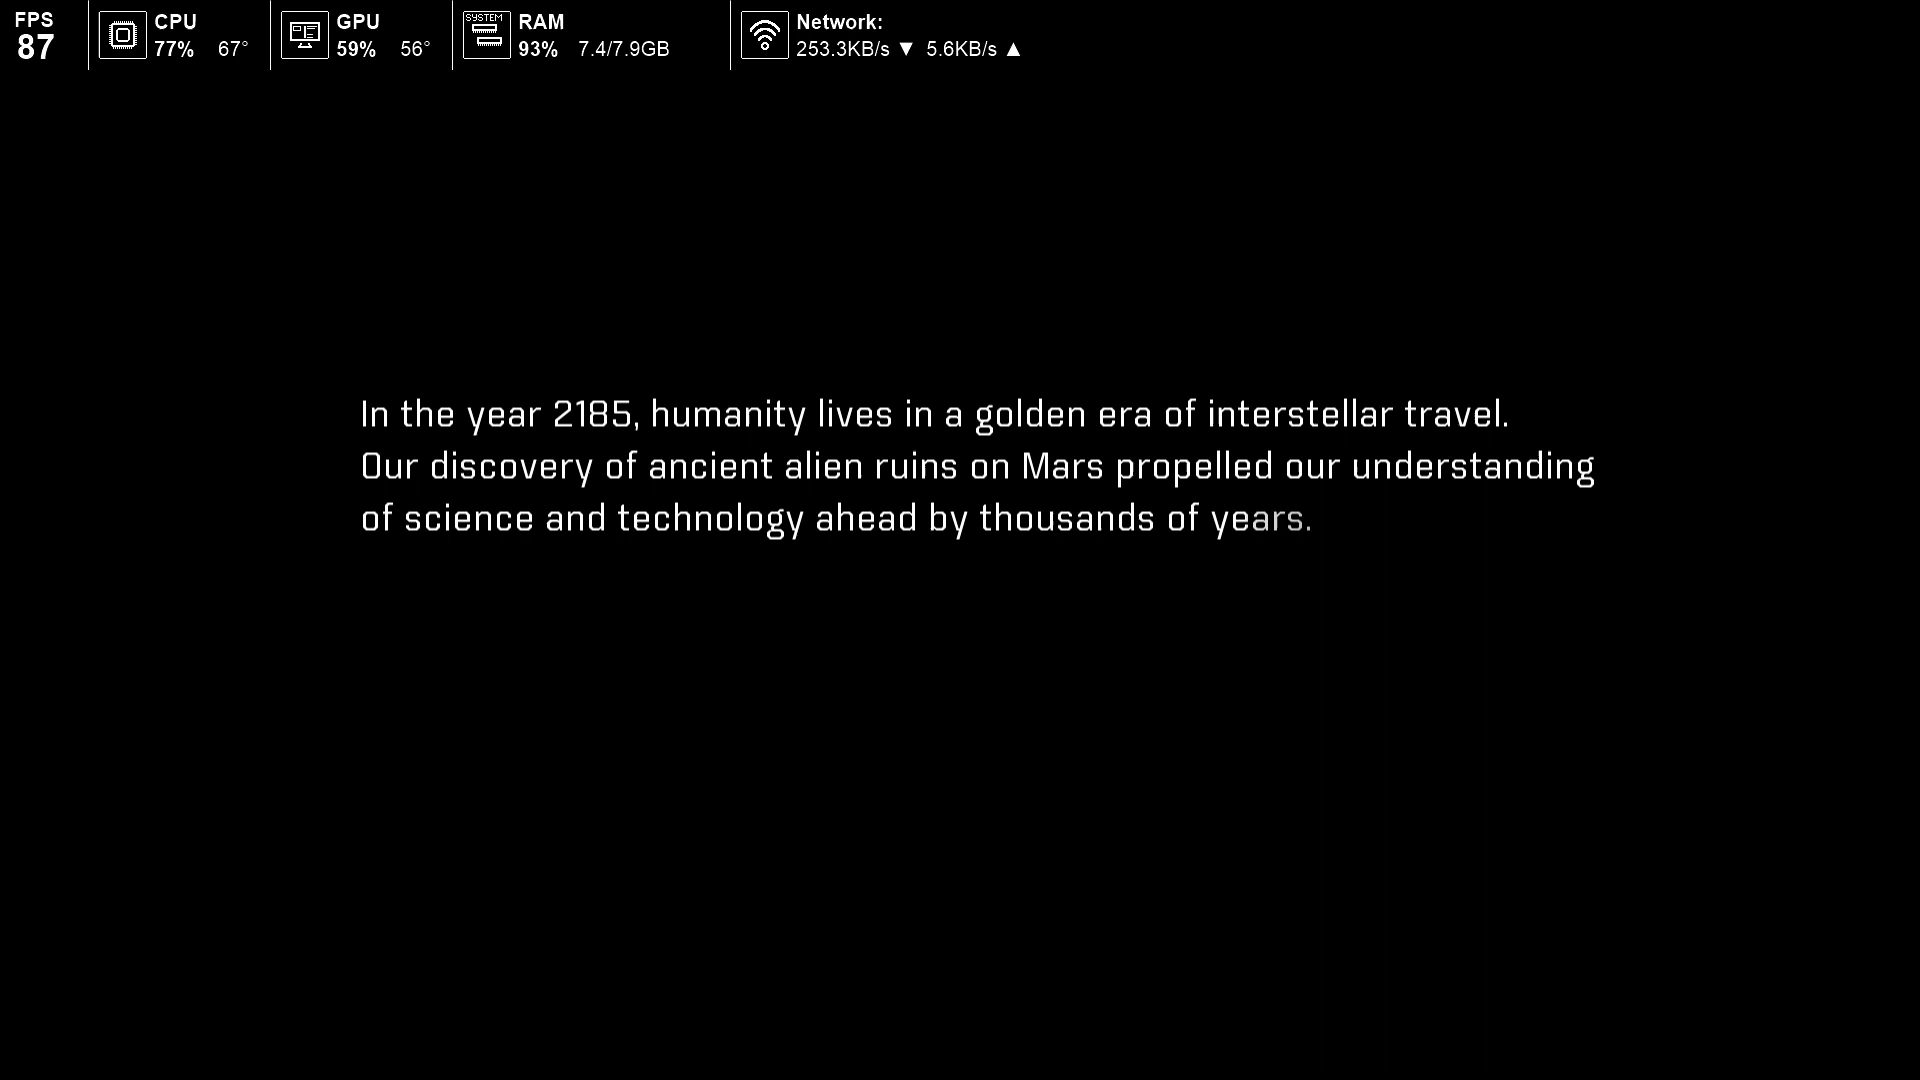 FPS
87
CPU
77% 67°
GPU
59% 56°
SYSTEM
RAM
93% 7.4/7.9GB
Network:
253.3KB/s ▼ 5.6KB/s ▲
In the year 2185, humanity lives in a golden era of interstellar travel.
Our discovery of ancient alien ruins on Mars propelled our understanding
of science and technology ahead by thousands of years.